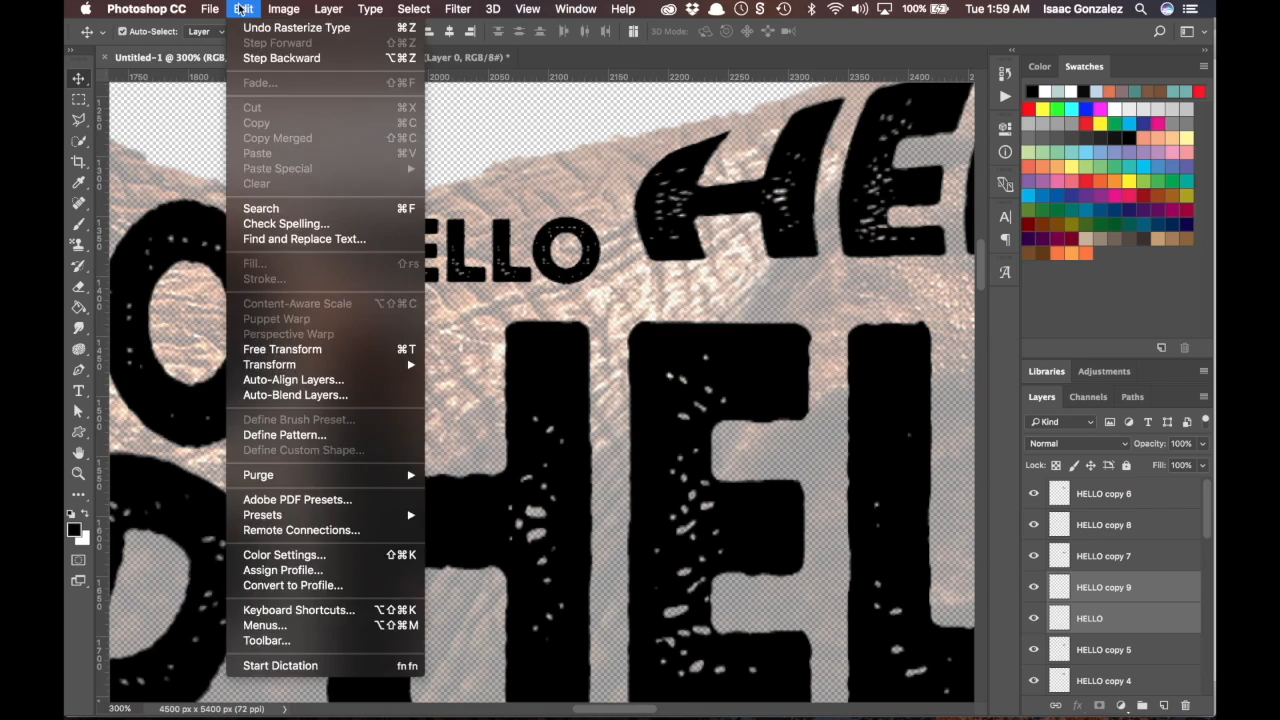 Photoshop CC File Edit Image Layer Type Select Filter 3D View Window Help 100% Tue 1:59 AM Isaac Gonzalez
Auto-Select: Layer 3D Mode:
Untitled-1 @ 300% (RGB, (Layer 0, RGB/8#) *
1750 1800 2000 2050 2100 2150 2200 2250 2300 2350 2400
Undo Rasterize Type ⌘Z
Step Forward ⇧⌘Z
Step Backward ⌥⌘Z
Fade... ⇧⌘F
Cut ⌘X
Copy ⌘C
Copy Merged ⇧⌘C
Paste ⌘V
Paste Special
Clear
Search ⌘F
Check Spelling...
Find and Replace Text...
Fill... ⇧F5
Stroke...
Content-Aware Scale ⌥⇧⌘C
Puppet Warp
Perspective Warp
Free Transform ⌘T
Transform
Auto-Align Layers...
Auto-Blend Layers...
Define Brush Preset...
Define Pattern...
Define Custom Shape...
Purge
Adobe PDF Presets...
Presets
Remote Connections...
Color Settings... ⇧⌘K
Assign Profile...
Convert to Profile...
Keyboard Shortcuts... ⌥⇧⌘K
Menus... ⌥⇧⌘M
Toolbar...
Start Dictation fn fn
HE
ELLO
O
HEL
Color Swatches
Libraries Adjustments
Layers Channels Paths
Kind
Normal Opacity: 100%
Lock: Fill: 100%
HELLO copy 6
HELLO copy 8
HELLO copy 7
HELLO copy 9
HELLO
HELLO copy 5
HELLO copy 4
300% 4500 px x 5400 px (72 ppi)